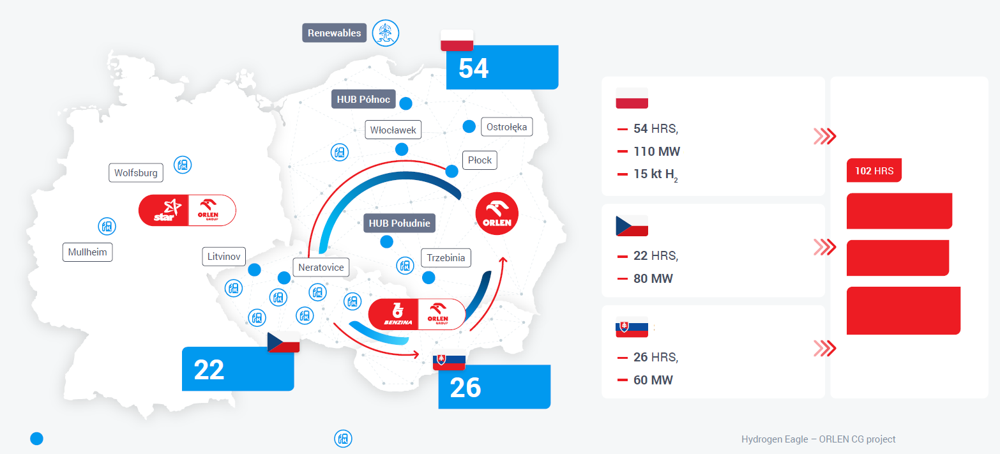 Renewables
54
HUB Północ
Włocławek
Ostrołęka
Płock
Wolfsburg
star
ORLEN
GROUP
Mullheim
ORLEN
HUB Południe
Litvinov
Neratovice
Trzebinia
BENZINA
ORLEN
GROUP
22
26
54 HRS,
110 MW
15 kt H₂
22 HRS,
80 MW
26 HRS,
60 MW
102 HRS
Hydrogen Eagle – ORLEN CG project